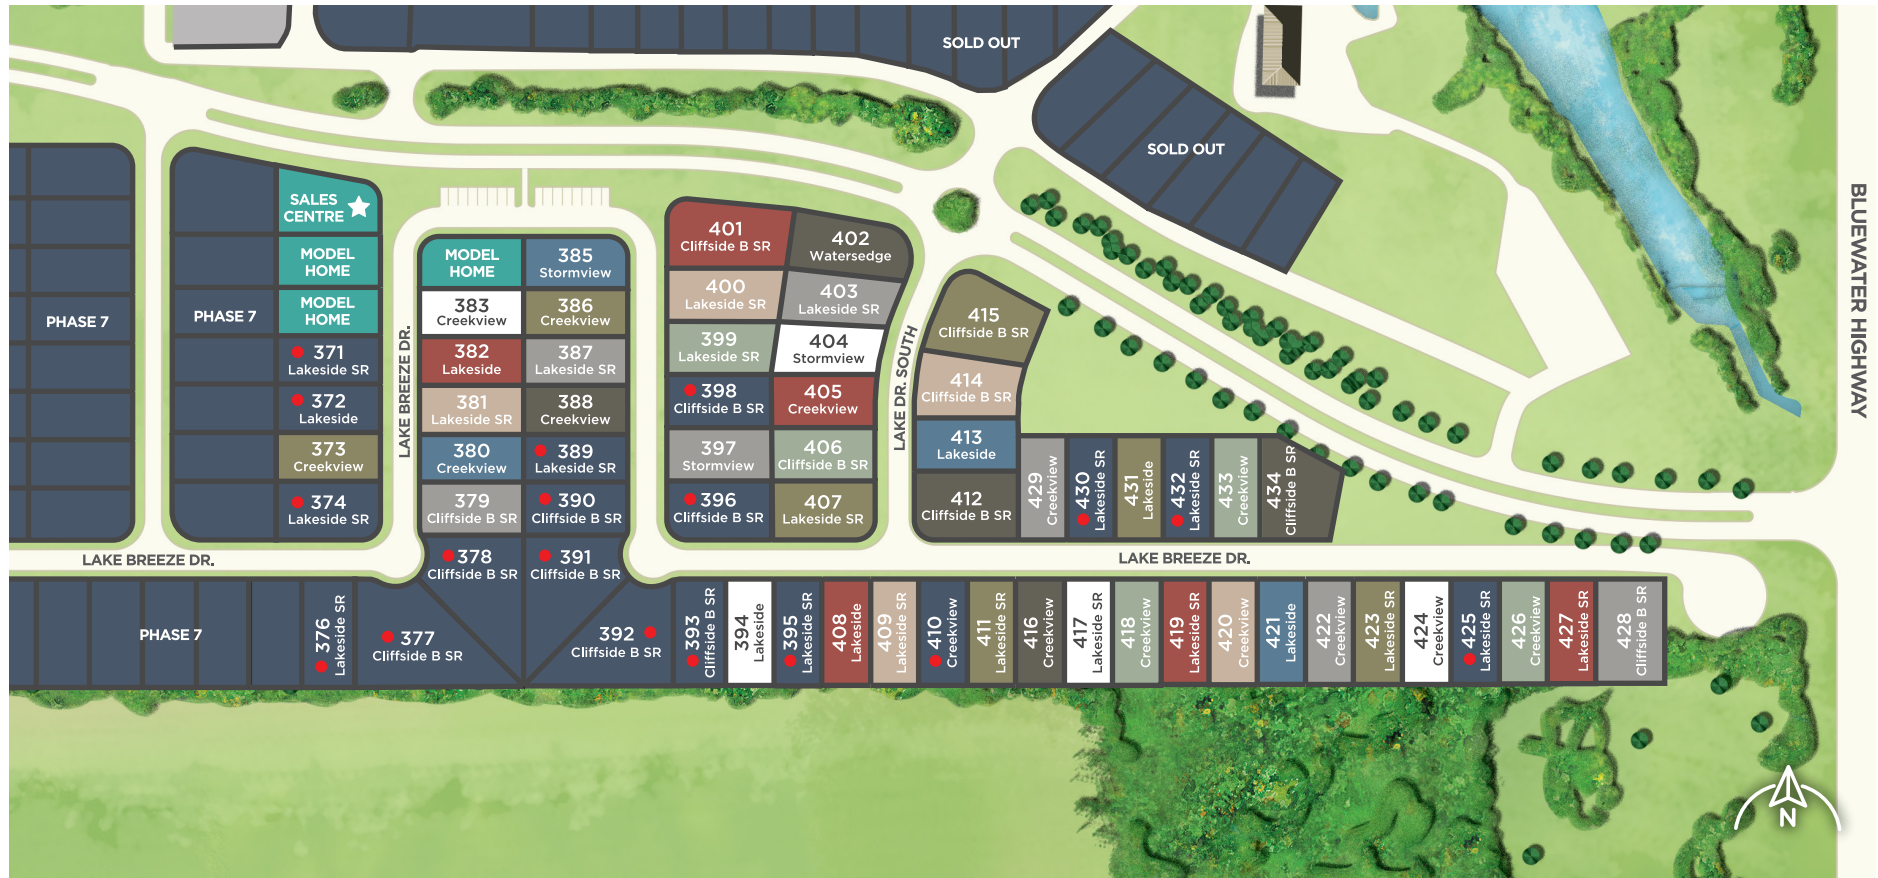 SOLD OUT
SOLD OUT
BLUEWATER HIGHWAY
PHASE 7
PHASE 7
SALES
CENTRE
MODEL
HOME
MODEL
HOME
371
Lakeside SR
372
Lakeside
373
Creekview
374
Lakeside SR
LAKE BREEZE DR.
MODEL
HOME
385
Stormview
383
Creekview
386
Creekview
382
Lakeside
387
Lakeside SR
381
Lakeside SR
388
Creekview
380
Creekview
389
Lakeside SR
379
Cliffside B SR
390
Cliffside B SR
378
Cliffside B SR
391
Cliffside B SR
401
Cliffside B SR
402
Watersedge
400
Lakeside SR
403
Lakeside SR
399
Lakeside SR
404
Stormview
398
Cliffside B SR
405
Creekview
397
Stormview
406
Cliffside B SR
396
Cliffside B SR
407
Lakeside SR
LAKE DR. SOUTH
415
Cliffside B SR
414
Cliffside B SR
413
Lakeside
412
Cliffside B SR
429
Creekview
430
Lakeside SR
431
Lakeside
432
Lakeside SR
433
Creekview
434
Cliffside B SR
LAKE BREEZE DR.
LAKE BREEZE DR.
PHASE 7
376
Lakeside SR
377
Cliffside B SR
392
Cliffside B SR
393
Cliffside B SR
394
Lakeside
395
Lakeside SR
408
Lakeside
409
Lakeside SR
410
Creekview
411
Lakeside SR
416
Creekview
417
Lakeside SR
418
Creekview
419
Lakeside SR
420
Creekview
421
Lakeside
422
Creekview
423
Lakeside SR
424
Creekview
425
Lakeside SR
426
Creekview
427
Lakeside SR
428
Cliffside B SR
N